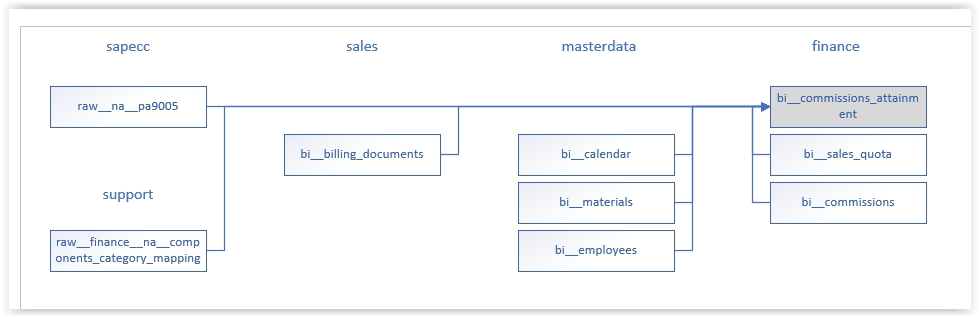 sapecc
sales
masterdata
finance
raw__na__pa9005
bi__commissions_attainm
ent
bi__billing_documents
bi__calendar
bi__sales_quota
support
bi__materials
bi__commissions
raw__finance__na__comp
onents_category_mapping
bi__employees